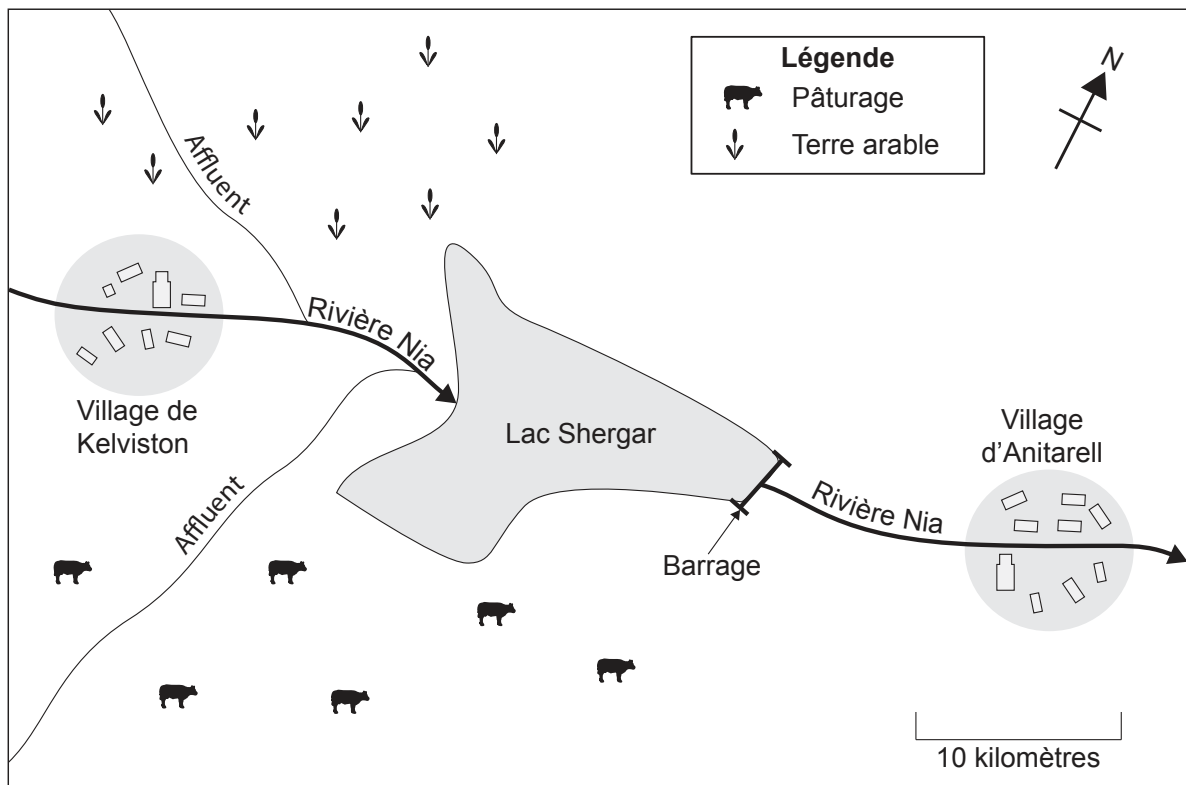 Légende
Pâturage
Terre arable
N
Affluent
Rivière Nia
Village de
Kelviston
Lac Shergar
Village
d'Anitarell
Rivière Nia
Affluent
Barrage
10 kilomètres